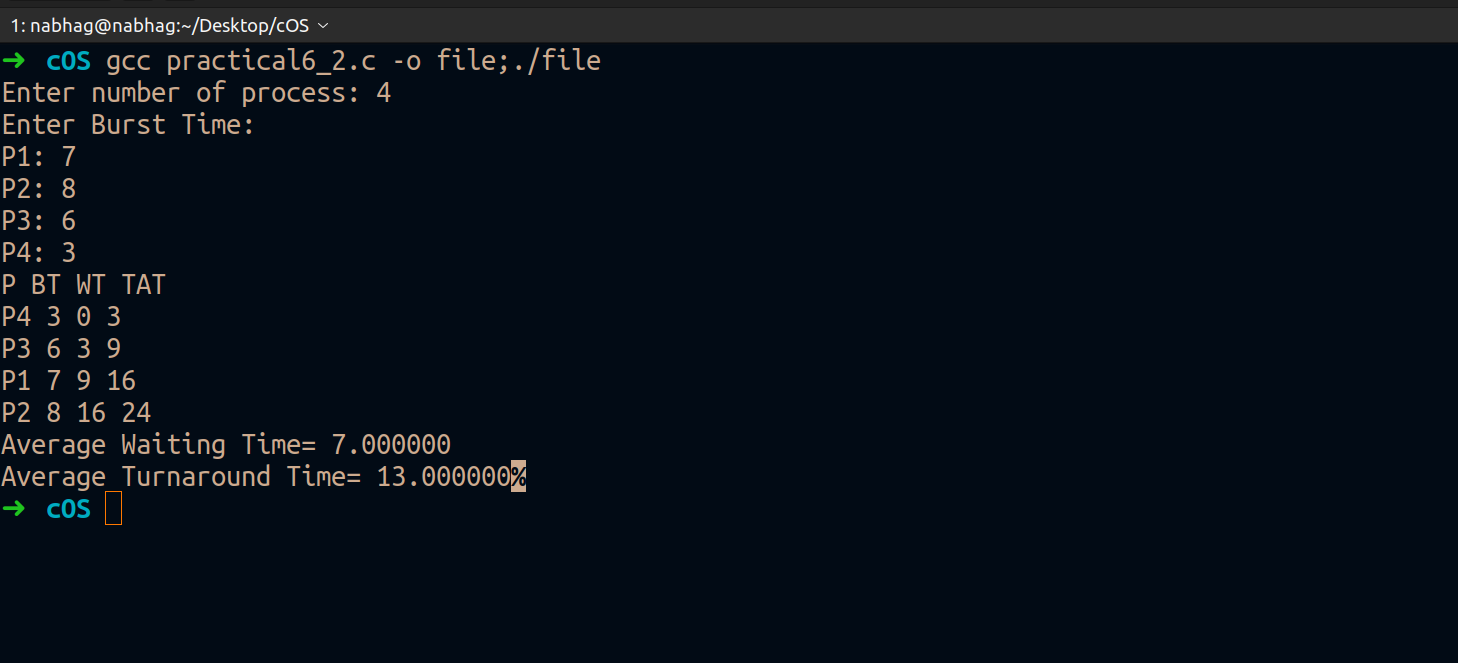 1: nabhag@nabhag:~/Desktop/cOS
➜ cOS gcc practical6_2.c -o file;./file
Enter number of process: 4
Enter Burst Time:
P1: 7
P2: 8
P3: 6
P4: 3
P BT WT TAT
P4 3 0 3
P3 6 3 9
P1 7 9 16
P2 8 16 24
Average Waiting Time= 7.000000
Average Turnaround Time= 13.000000%
➜ cOS